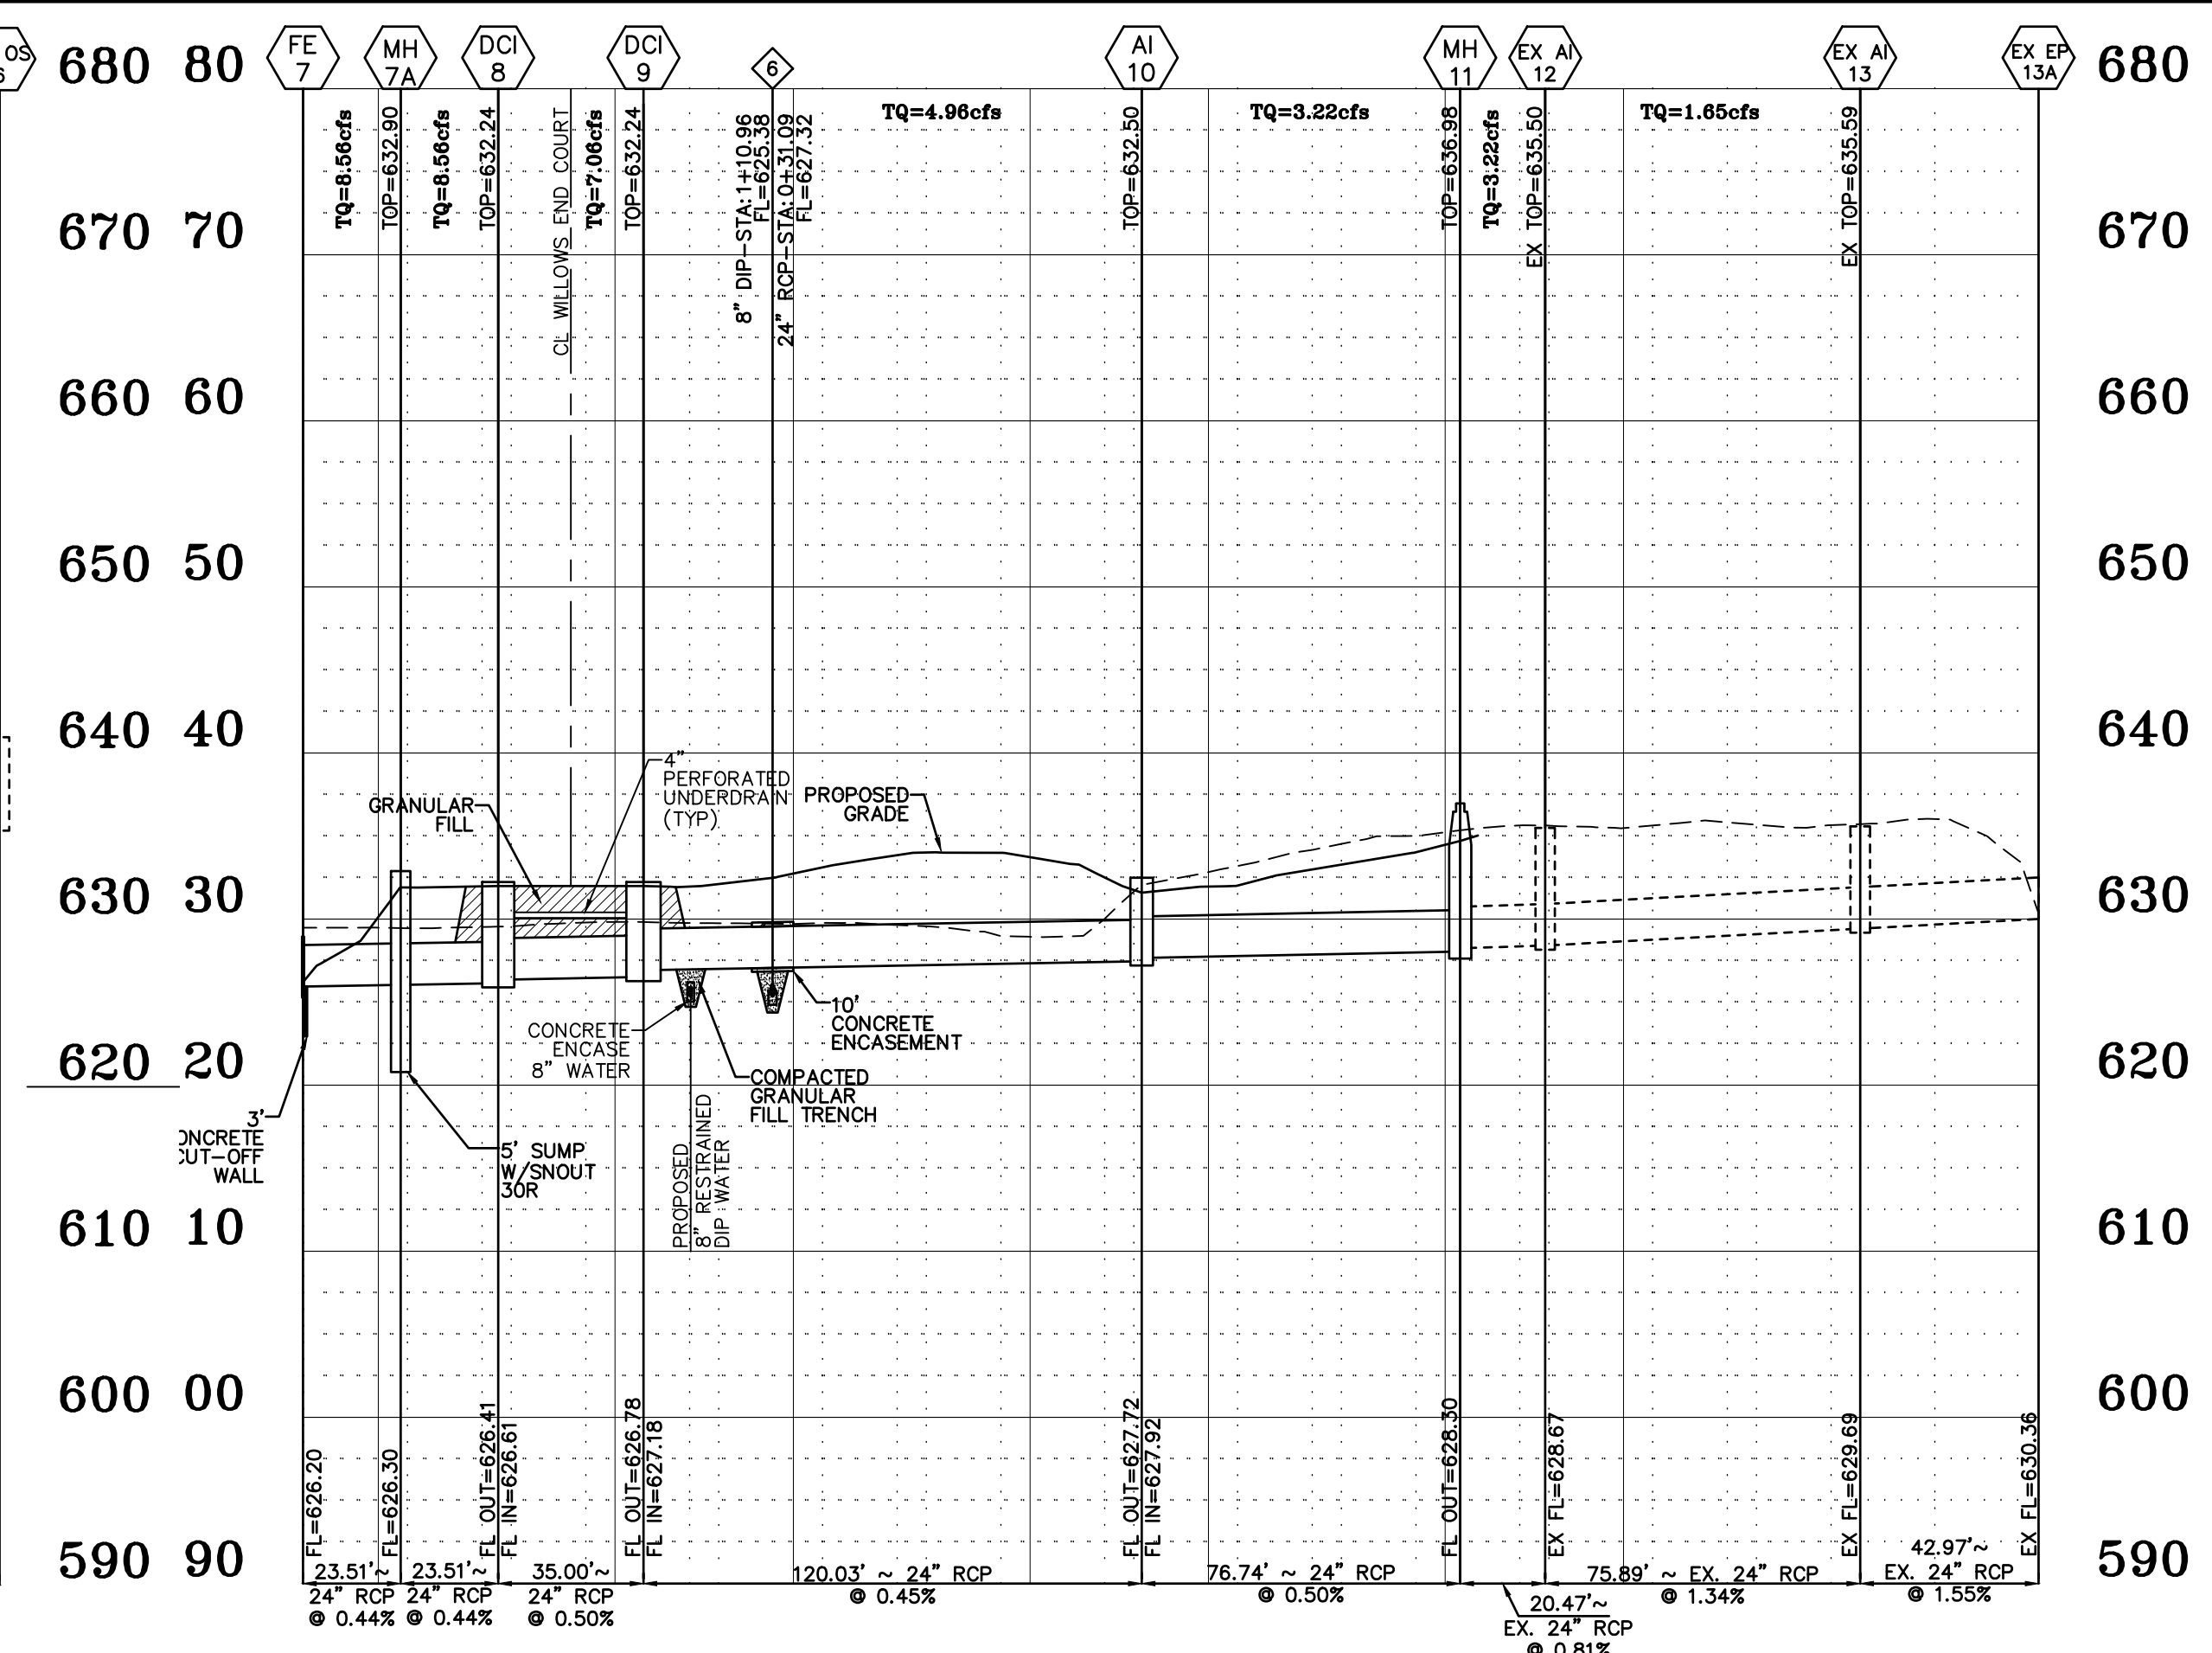 OS
6
FE
7
MH
7A
DCI
8
DCI
9
6
AI
10
MH
11
EX AI
12
EX AI
13
EX EP
13A
680 80
680
670 70
670
660 60
660
650 50
650
640 40
640
630 30
630
620 20
620
610 10
610
600 00
600
590 90
590
TQ=8.56cfs
TOP=632.90
TQ=8.56cfs
TOP=632.24
CL WILLOWS END COURT
TQ=7.06cfs
TOP=632.24
8" DIP-STA:1+10.96
FL=625.38
24" RCP-STA:0+31.09
FL=627.32
TQ=4.96cfs
TOP=632.50
TQ=3.22cfs
TOP=636.98
TQ=3.22cfs
EX TOP=635.50
TQ=1.65cfs
EX TOP=635.59
GRANULAR
FILL
4"
PERFORATED
UNDERDRAIN
(TYP)
PROPOSED
GRADE
CONCRETE
ENCASE
8" WATER
10'
CONCRETE
ENCASEMENT
COMPACTED
GRANULAR
FILL TRENCH
3'
ONCRETE
CUT-OFF
WALL
5' SUMP
W/SNOUT
30R
PROPOSED
8" RESTRAINED
DIP WATER
FL=626.20
FL=626.30
FL OUT=626.41
FL IN=626.61
FL OUT=626.78
FL IN=627.18
FL OUT=627.72
FL IN=627.92
FL OUT=628.30
EX FL=628.67
EX FL=629.69
EX FL=630.36
23.51'~
24" RCP
@ 0.44%
23.51'~
24" RCP
@ 0.44%
35.00'~
24" RCP
@ 0.50%
120.03' ~ 24" RCP
@ 0.45%
76.74' ~ 24" RCP
@ 0.50%
20.47'~
EX. 24" RCP
@ 0.81%
75.89' ~ EX. 24" RCP
@ 1.34%
42.97'~
EX. 24" RCP
@ 1.55%